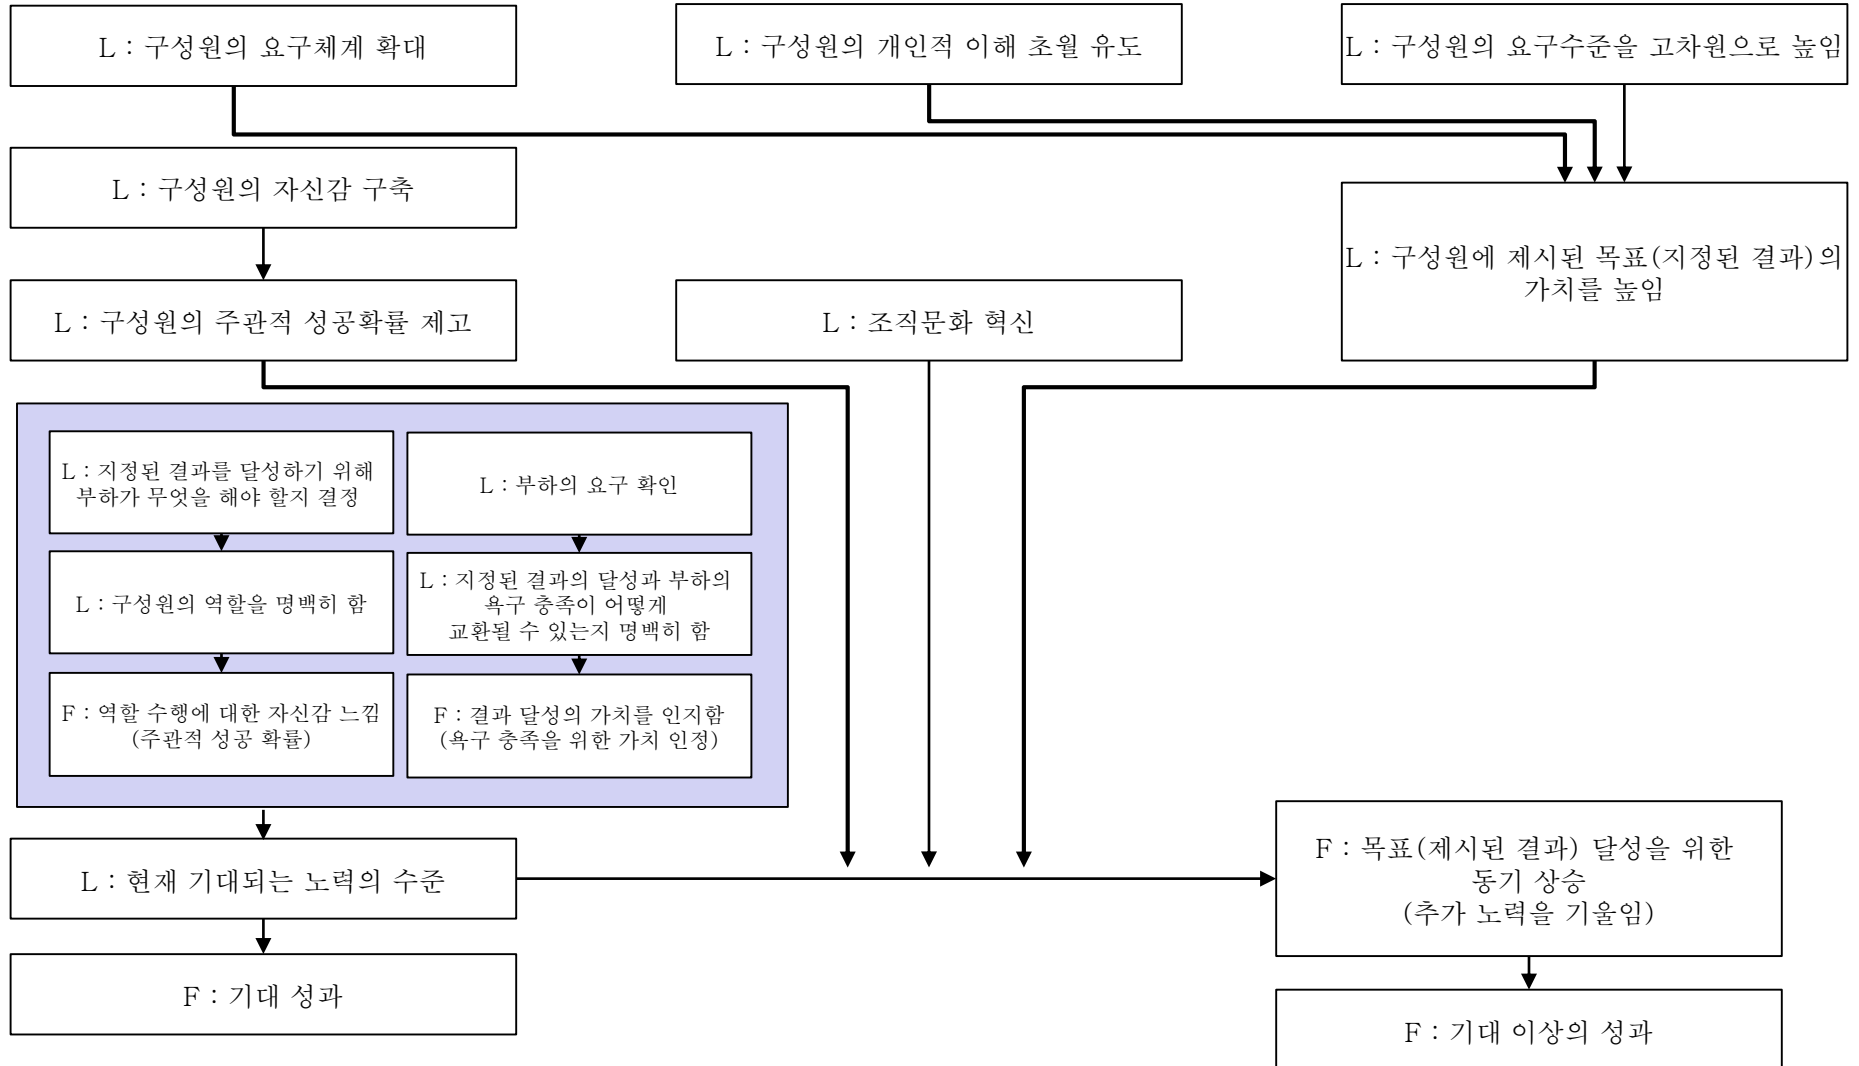 L : 구성원의 요구체계 확대
L : 구성원의 개인적 이해 초월 유도
L : 구성원의 요구수준을 고차원으로 높임
L : 구성원의 자신감 구축
L : 구성원에 제시된 목표(지정된 결과)의
가치를 높임
L : 구성원의 주관적 성공확률 제고
L : 조직문화 혁신
L : 지정된 결과를 달성하기 위해
부하가 무엇을 해야 할지 결정
L : 부하의 요구 확인
L : 구성원의 역할을 명백히 함
L : 지정된 결과의 달성과 부하의
욕구 충족이 어떻게
교환될 수 있는지 명백히 함
F : 역할 수행에 대한 자신감 느낌
(주관적 성공 확률)
F : 결과 달성의 가치를 인지함
(욕구 충족을 위한 가치 인정)
L : 현재 기대되는 노력의 수준
F : 목표(제시된 결과) 달성을 위한
동기 상승
(추가 노력을 기울임)
F : 기대 성과
F : 기대 이상의 성과